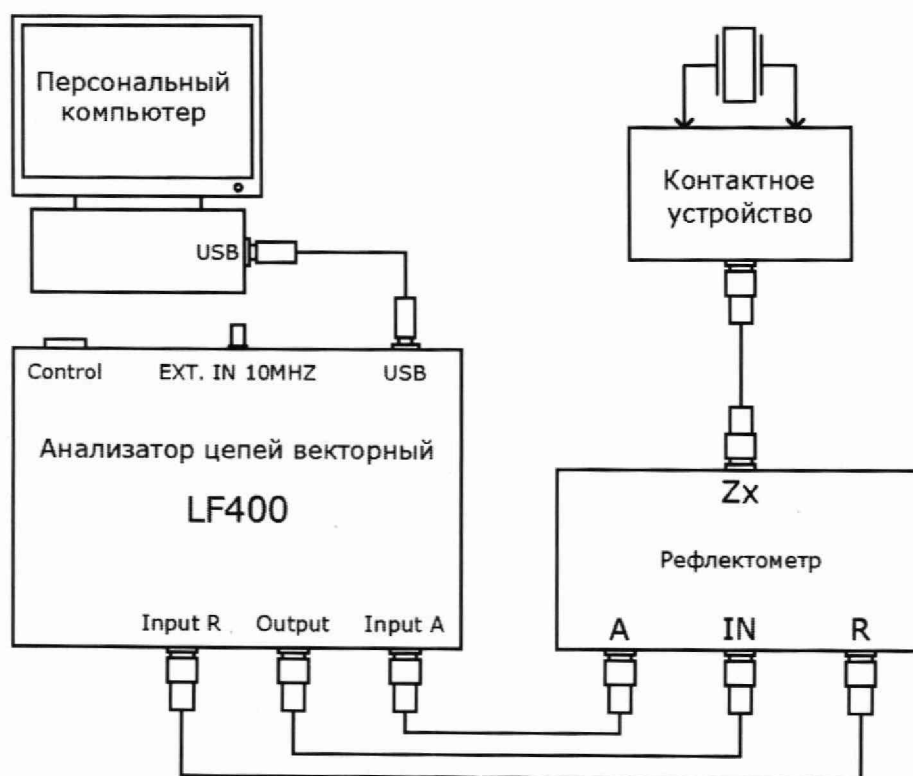 Персональный
компьютер
USB
Контактное
устройство
Control
EXT. IN 10MHZ
USB
Анализатор цепей векторный
LF400
Input R
Output
Input A
Zx
Рефлектометр
A
IN
R